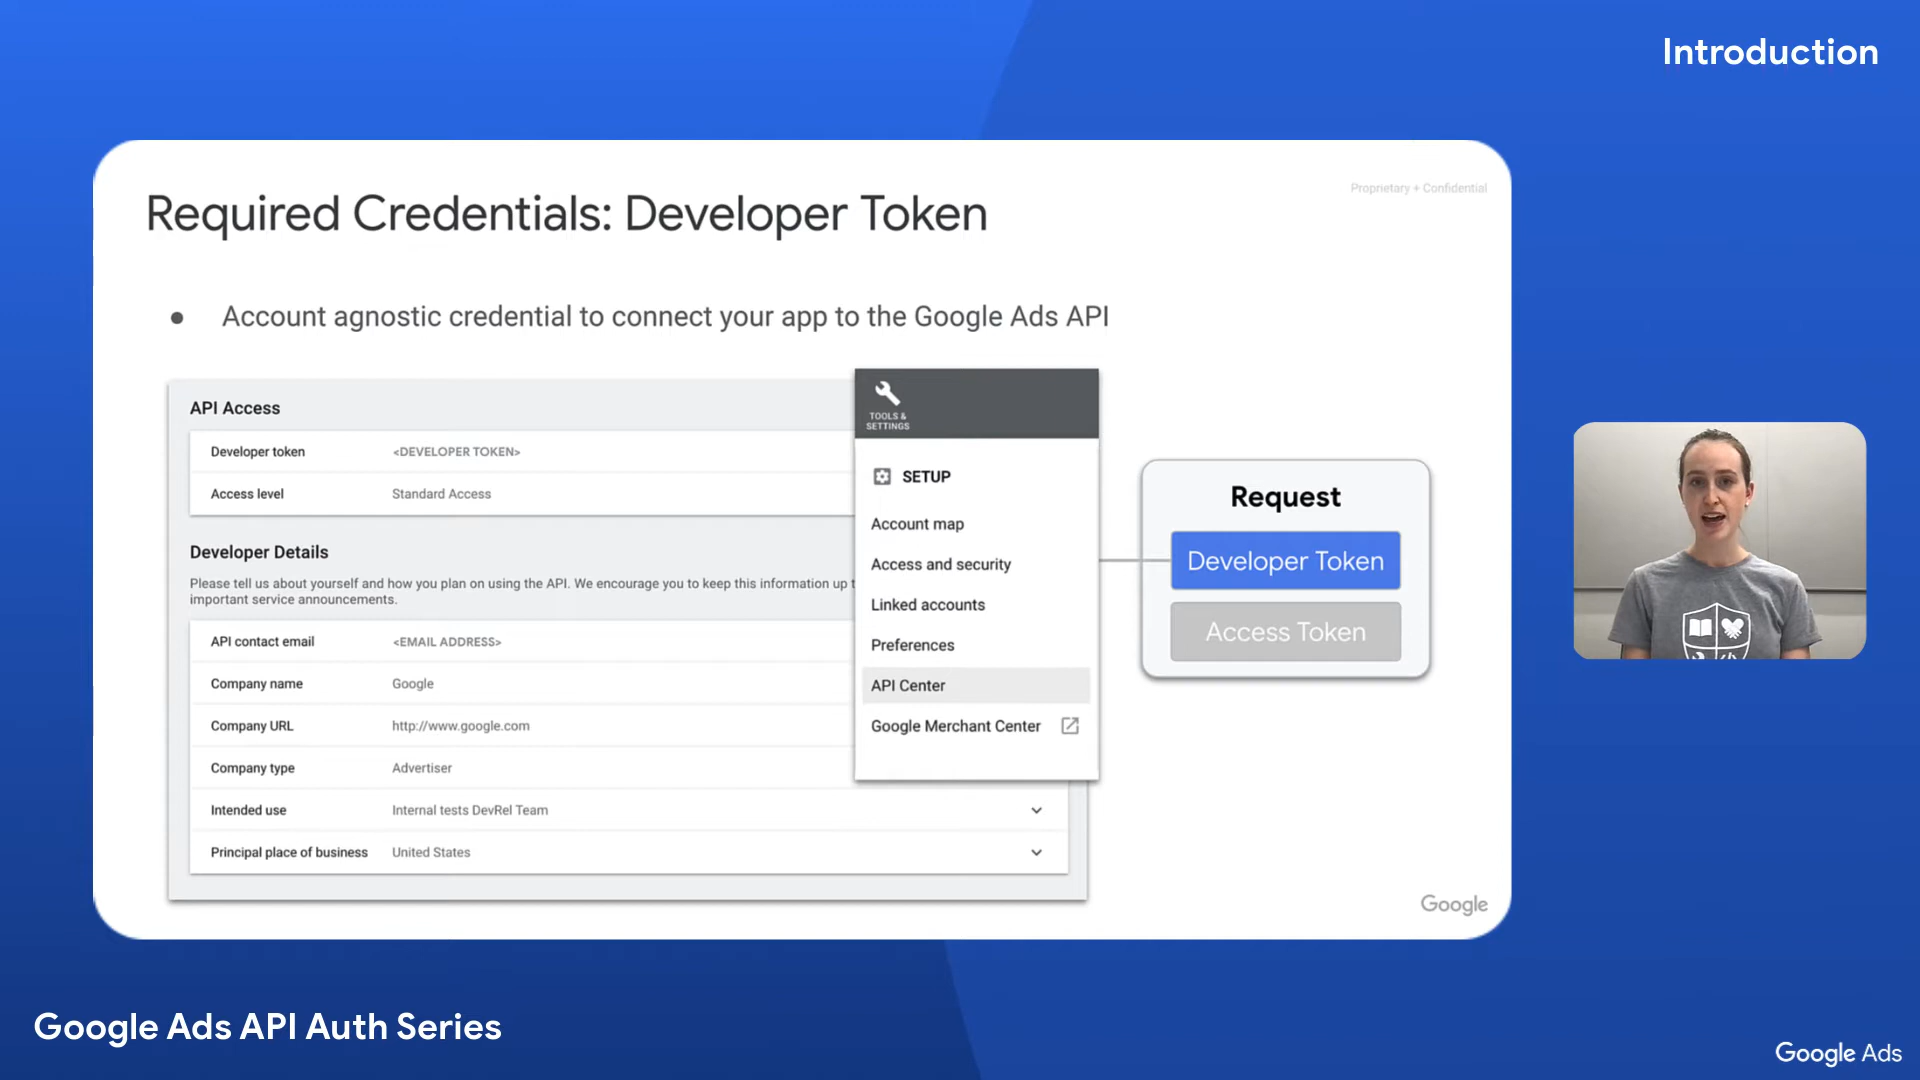 Introduction
Proprietary + Confidential
Required Credentials: Developer Token
● Account agnostic credential to connect your app to the Google Ads API
API Access
Developer token <DEVELOPER TOKEN>
Access level Standard Access
Developer Details
Please tell us about yourself and how you plan on using the API. We encourage you to keep this information up t
important service announcements.
API contact email <EMAIL ADDRESS>
Company name Google
Company URL http://www.google.com
Company type Advertiser
Intended use Internal tests DevRel Team
Principal place of business United States
TOOLS &
SETTINGS
SETUP
Account map
Access and security
Linked accounts
Preferences
API Center
Google Merchant Center
Request
Developer Token
Access Token
Google
Google Ads API Auth Series
Google Ads